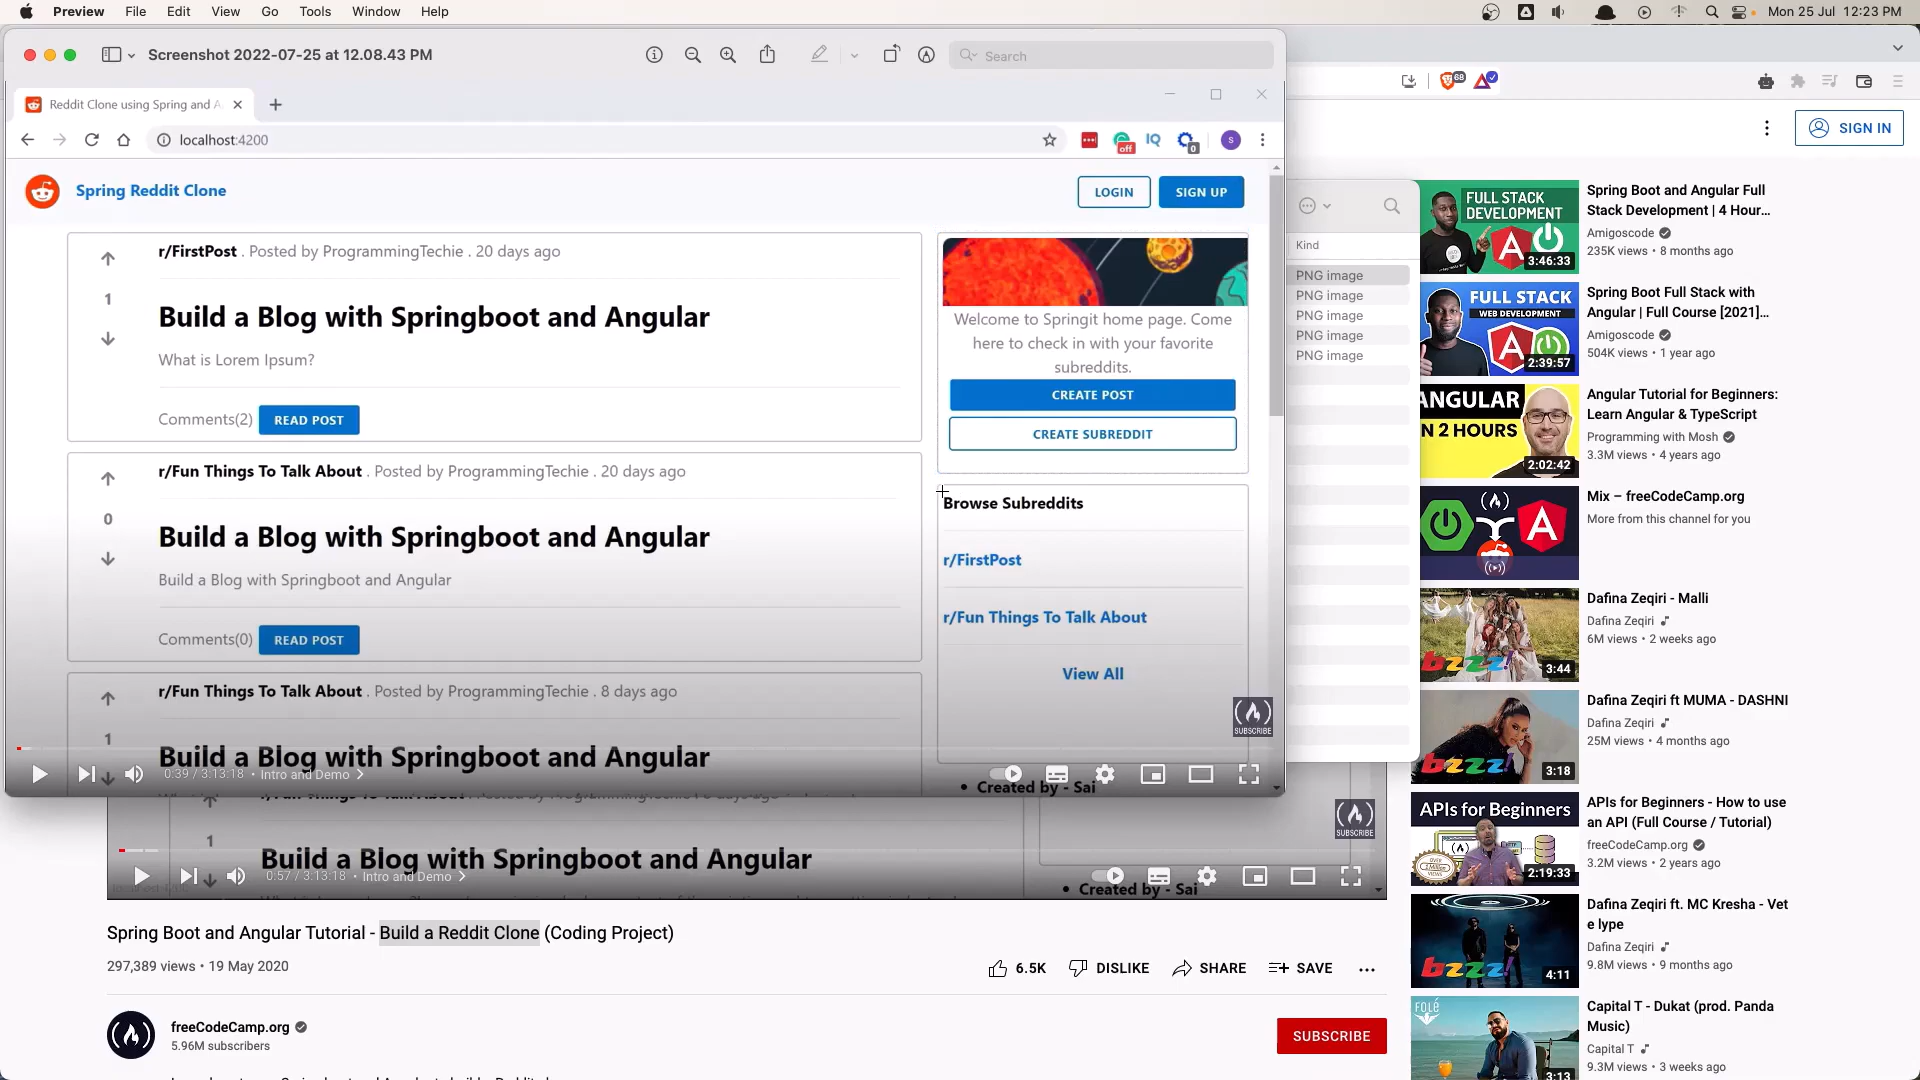 Preview File Edit View Go Tools Window Help
Mon 25 Jul 12:23 PM
Screenshot 2022-07-25 at 12.08.43 PM
Search
68
Reddit Clone using Spring and A
localhost:4200
off
IQ
0
S
SIGN IN
Spring Reddit Clone
LOGIN
SIGN UP
r/FirstPost . Posted by ProgrammingTechie . 20 days ago
1
Build a Blog with Springboot and Angular
What is Lorem Ipsum?
Comments(2)
READ POST
Welcome to Springit home page. Come
here to check in with your favorite
subreddits.
CREATE POST
CREATE SUBREDDIT
r/Fun Things To Talk About . Posted by ProgrammingTechie . 20 days ago
0
Build a Blog with Springboot and Angular
Build a Blog with Springboot and Angular
Comments(0)
READ POST
Browse Subreddits
r/FirstPost
r/Fun Things To Talk About
View All
r/Fun Things To Talk About . Posted by ProgrammingTechie . 8 days ago
1
Build a Blog with Springboot and Angular
SUBSCRIBE
0:39 / 3:13:18 • Intro and Demo
• Created by - Sai
Kind
PNG image
PNG image
PNG image
PNG image
PNG image
1
Build a Blog with Springboot and Angular
SUBSCRIBE
0:57 / 3:13:18 • Intro and Demo
• Created by - Sai
Spring Boot and Angular Tutorial - Build a Reddit Clone (Coding Project)
297,389 views • 19 May 2020
6.5K
DISLIKE
SHARE
SAVE
freeCodeCamp.org
5.96M subscribers
SUBSCRIBE
FULL STACK
DEVELOPMENT
3:46:33
Spring Boot and Angular Full
Stack Development | 4 Hour...
Amigoscode
235K views • 8 months ago
FULL STACK
WEB DEVELOPMENT
2:39:57
Spring Boot Full Stack with
Angular | Full Course [2021]...
Amigoscode
504K views • 1 year ago
ANGULAR
N 2 HOURS
2:02:42
Angular Tutorial for Beginners:
Learn Angular & TypeScript
Programming with Mosh
3.3M views • 4 years ago
Mix – freeCodeCamp.org
More from this channel for you
bzzz!
3:44
Dafina Zeqiri - Malli
Dafina Zeqiri
6M views • 2 weeks ago
bzzz!
3:18
Dafina Zeqiri ft MUMA - DASHNI
Dafina Zeqiri
25M views • 4 months ago
APIs for Beginners
2:19:33
APIs for Beginners - How to use
an API (Full Course / Tutorial)
freeCodeCamp.org
3.2M views • 2 years ago
bzzz!
4:11
Dafina Zeqiri ft. MC Kresha - Vet
e lype
Dafina Zeqiri
9.8M views • 9 months ago
FOLÉ
3:13
Capital T - Dukat (prod. Panda
Music)
Capital T
9.3M views • 3 weeks ago